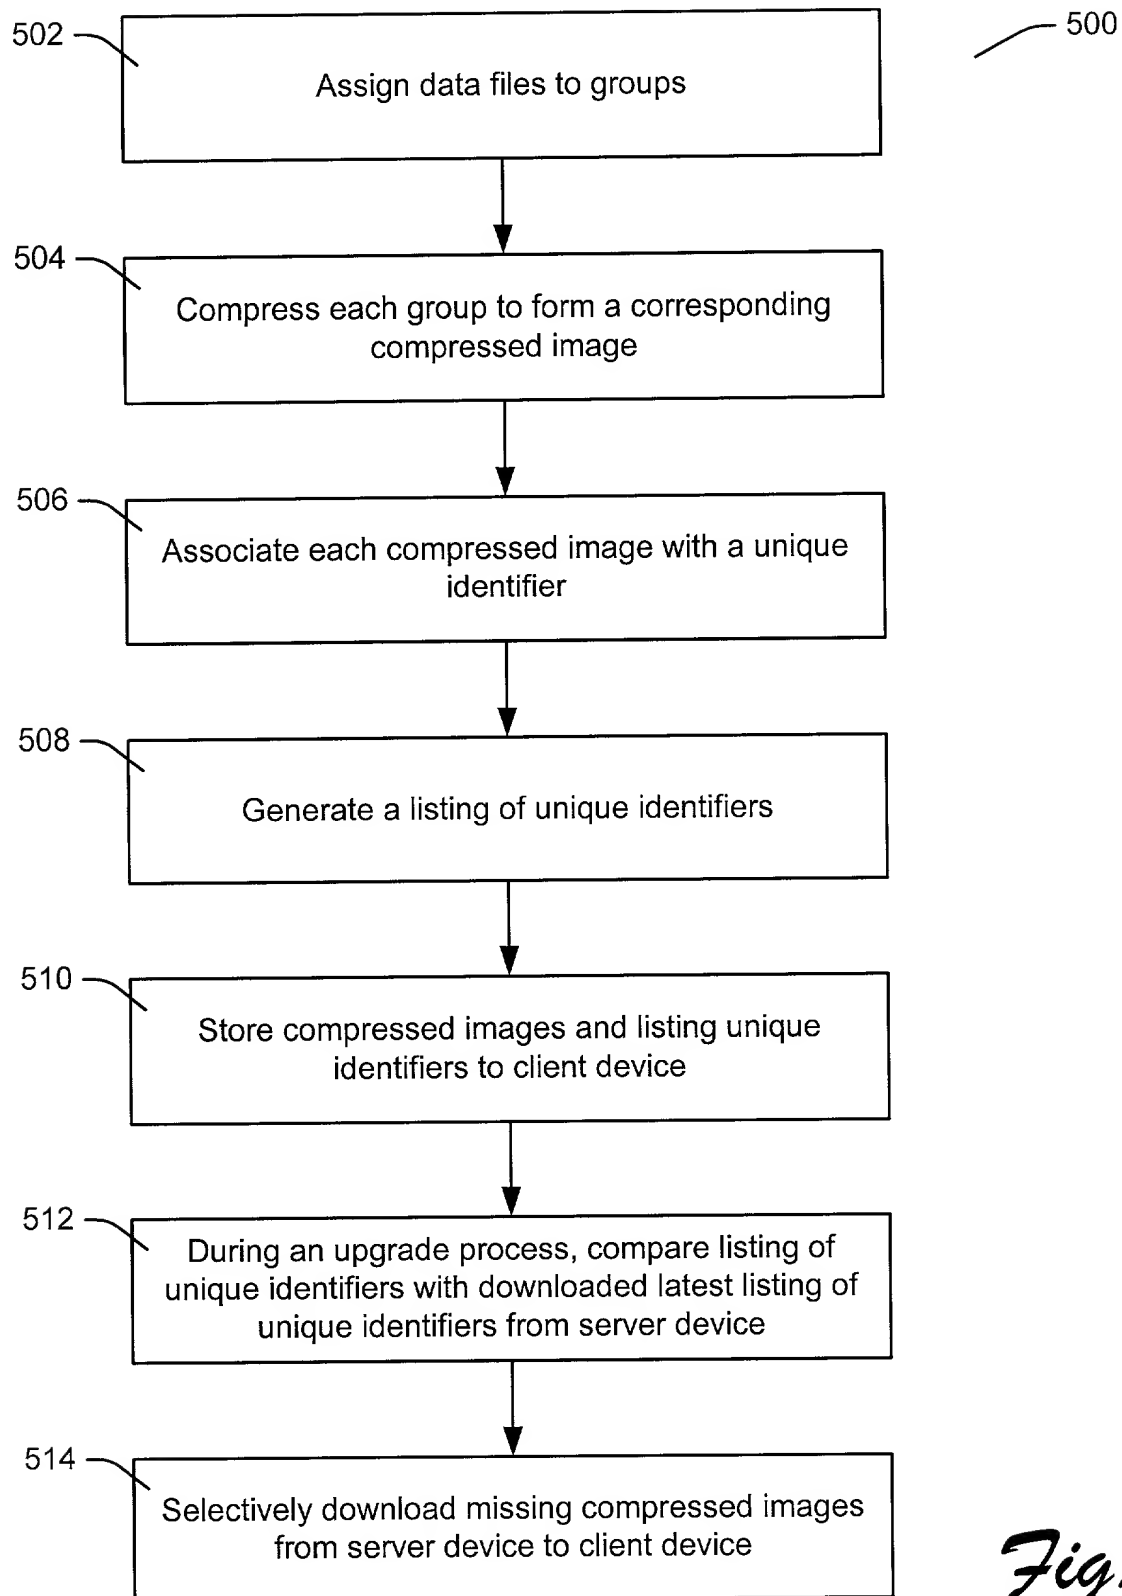 500
502
Assign data files to groups
504
Compress each group to form a corresponding
compressed image
506
Associate each compressed image with a unique
identifier
508
Generate a listing of unique identifiers
510
Store compressed images and listing unique
identifiers to client device
512
During an upgrade process, compare listing of
unique identifiers with downloaded latest listing of
unique identifiers from server device
514
Selectively download missing compressed images
from server device to client device
Fig.